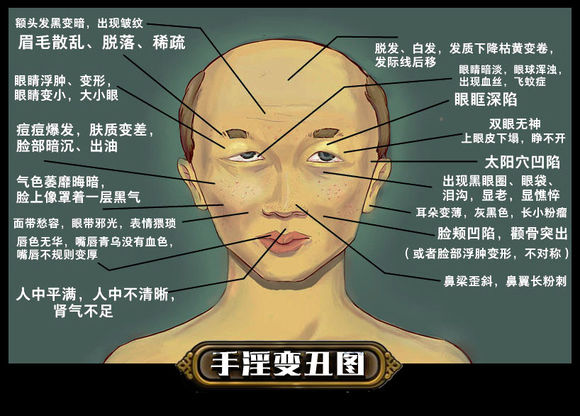 额头发黑变暗，出现皱纹
眉毛散乱、脱落、稀疏
眼睛浮肿、变形，
眼睛变小，大小眼
痘痘爆发，肤质变差，
脸部暗沉、出油
气色萎靡晦暗，
脸上像罩着一层黑气
面带愁容，眼带邪光，表情猥琐
唇色无华，嘴唇青乌没有血色，
嘴唇不规则变厚
人中平满，人中不清晰，
肾气不足
脱发、白发，发质下降枯黄变卷，
发际线后移
眼睛暗淡，眼球浑浊，
出现血丝，飞蚊症
眼眶深陷
双眼无神
上眼皮下塌，睁不开
太阳穴凹陷
出现黑眼圈、眼袋、
泪沟，显老，显憔悴
耳朵变薄，灰黑色，长小粉瘤
脸颊凹陷，颧骨突出
（或者脸部浮肿变形，不对称）
鼻梁歪斜，鼻翼长粉刺
手淫变丑图